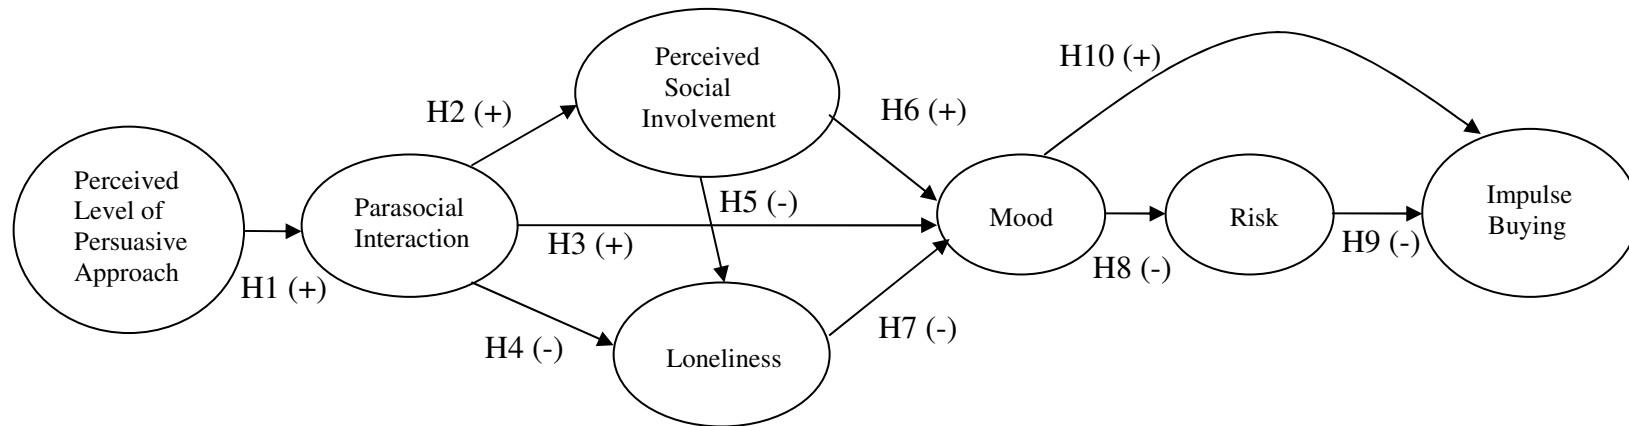 Perceived
Level of
Persuasive
Approach
H1 (+)
Parasocial
Interaction
H2 (+)
H3 (+)
H4 (-)
Perceived
Social
Involvement
H5 (-)
Loneliness
H6 (+)
H7 (-)
Mood
H8 (-)
Risk
H9 (-)
H10 (+)
Impulse
Buying